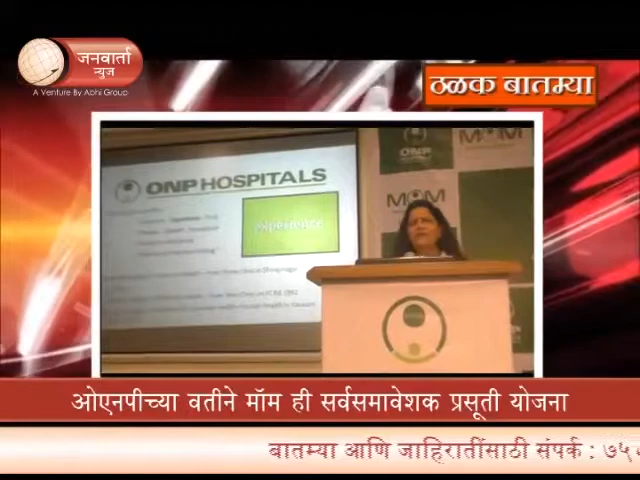 जनवार्ता
न्युज
A Venture By Abhi Group
ठळक बातम्या
ONP HOSPITALS
experience
ONP
MOM
MOM
ओएनपीच्या वतीने मॉम ही सर्वसमावेशक प्रसूती योजना
बातम्या आणि जाहिरातींसाठी संपर्क : ७५